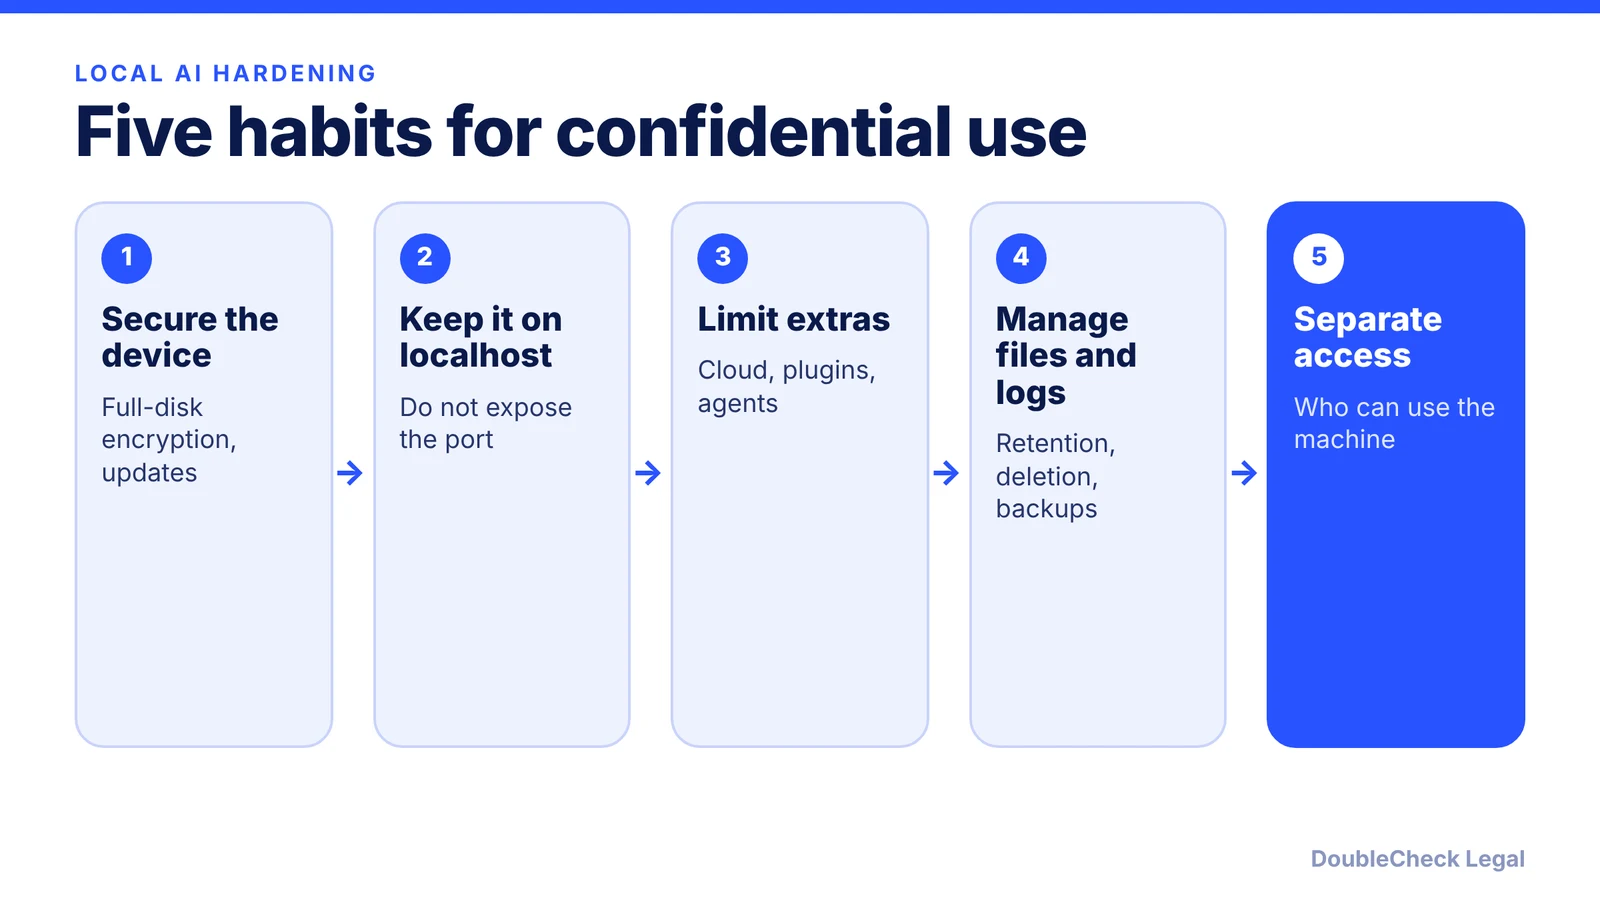 LOCAL AI HARDENING
Five habits for confidential use
1
Secure the
device
Full-disk
encryption,
updates
→
2
Keep it on
localhost
Do not expose
the port
→
3
Limit extras
Cloud, plugins,
agents
→
4
Manage
files and
logs
Retention,
deletion,
backups
→
5
Separate
access
Who can use the
machine
DoubleCheck Legal